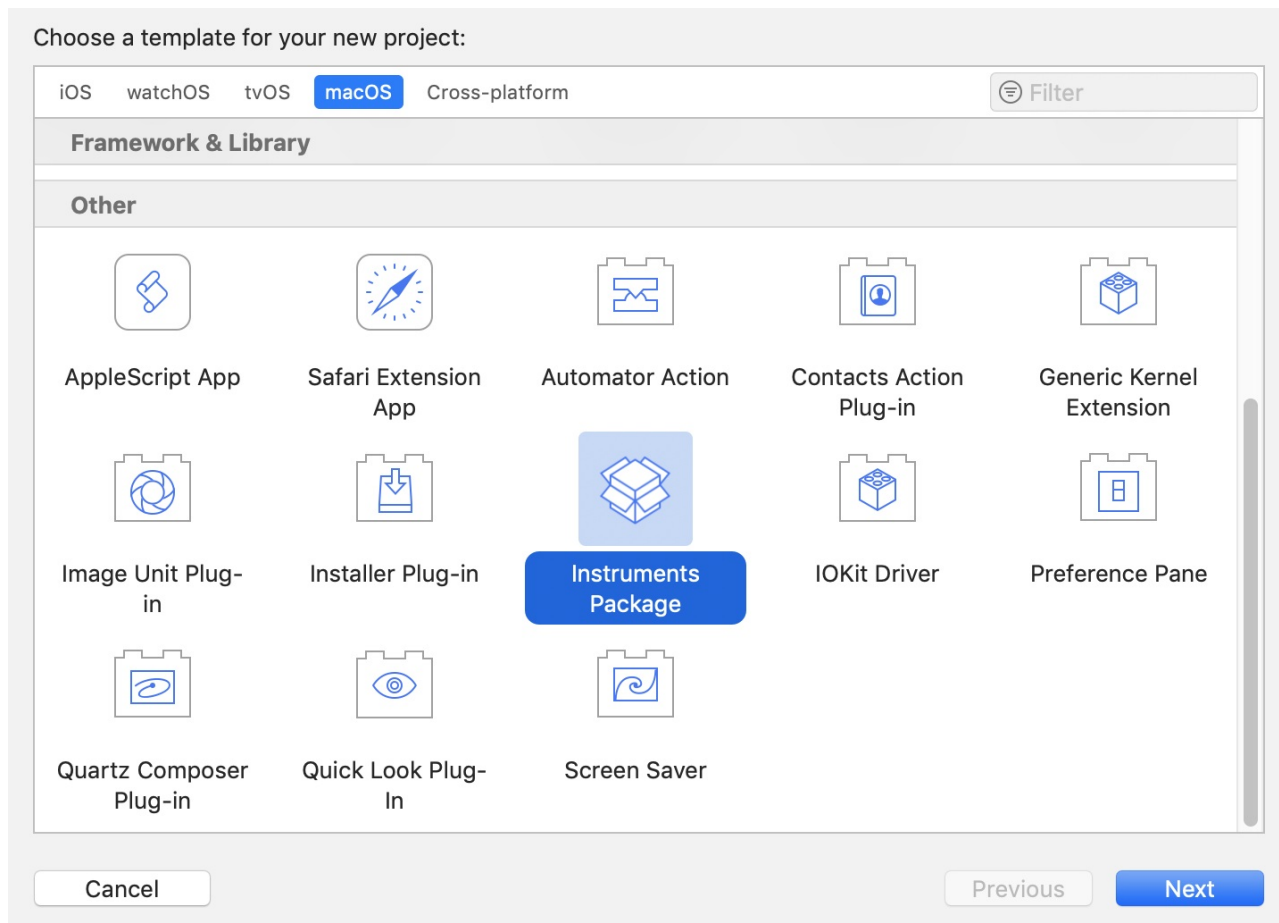 Choose a template for your new project:
iOS watchOS tvOS macOS Cross-platform Filter
Framework & Library
Other
AppleScript App
Safari Extension
App
Automator Action
Contacts Action
Plug-in
Generic Kernel
Extension
Image Unit Plug-
in
Installer Plug-in
Instruments
Package
IOKit Driver
Preference Pane
Quartz Composer
Plug-in
Quick Look Plug-
In
Screen Saver
Cancel Previous Next